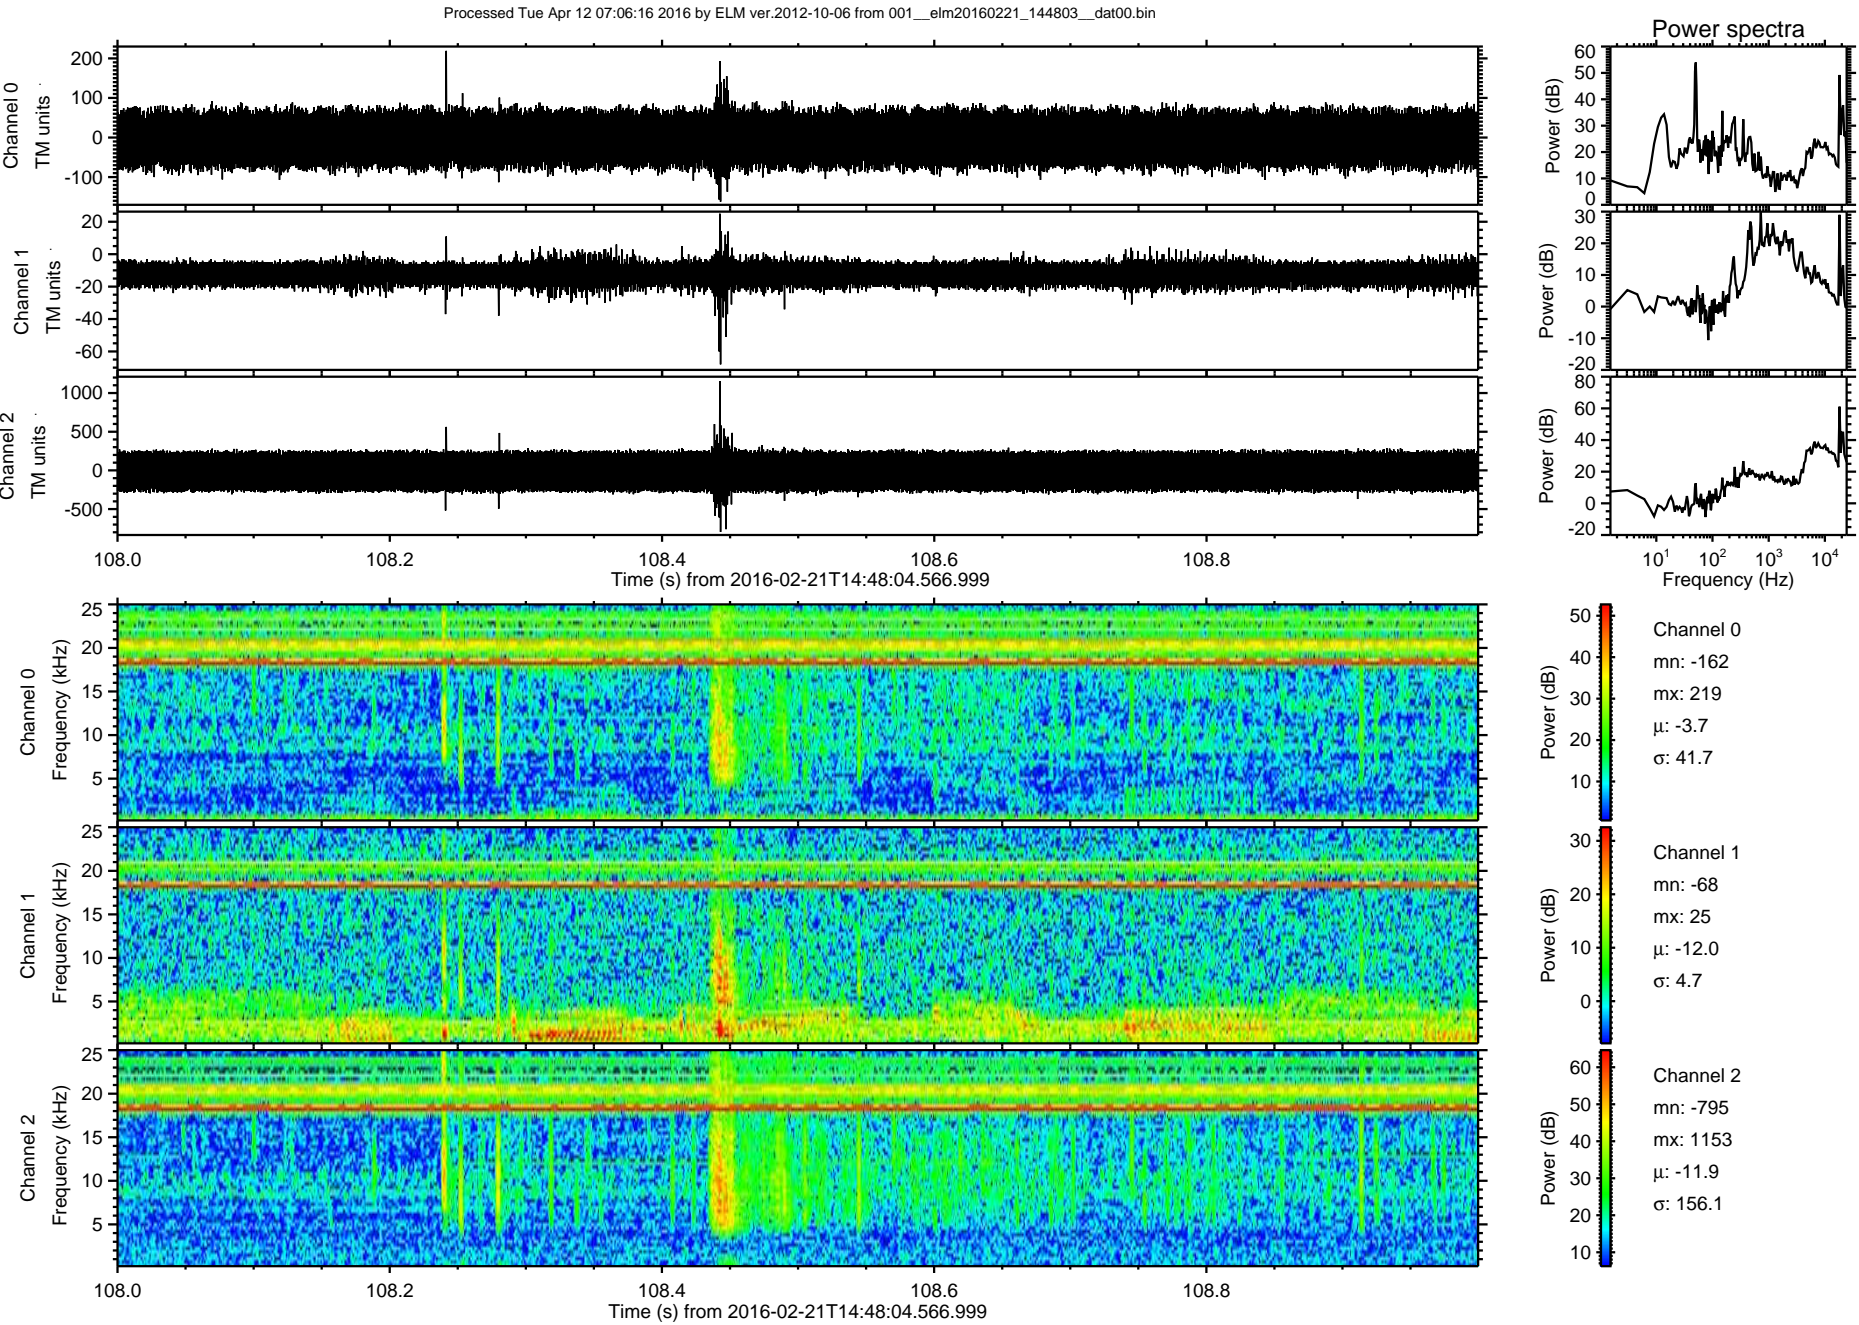 Processed Tue Apr 12 07:06:16 2016 by ELM ver.2012-10-06 from 001__elm20160221_144803__dat00.bin
Power spectra
Channel 0
TM units
200
100
0
-100
Power (dB)
60
50
40
30
20
10
0
Channel 1
TM units
20
0
-20
-40
-60
Power (dB)
30
20
10
0
-10
-20
Channel 2
TM units
1000
500
0
-500
Power (dB)
80
60
40
20
0
-20
108.0 108.2 108.4 108.6 108.8
Time (s) from 2016-02-21T14:48:04.566.999
10¹ 10² 10³ 10⁴
Frequency (Hz)
Channel 0
Frequency (kHz)
25
20
15
10
5
Power (dB)
50
40
30
20
10
Channel 0
mn: -162
mx: 219
μ: -3.7
σ: 41.7
Channel 1
Frequency (kHz)
25
20
15
10
5
Power (dB)
30
20
10
0
Channel 1
mn: -68
mx: 25
μ: -12.0
σ: 4.7
Channel 2
Frequency (kHz)
25
20
15
10
5
Power (dB)
60
50
40
30
20
10
Channel 2
mn: -795
mx: 1153
μ: -11.9
σ: 156.1
108.0 108.2 108.4 108.6 108.8
Time (s) from 2016-02-21T14:48:04.566.999